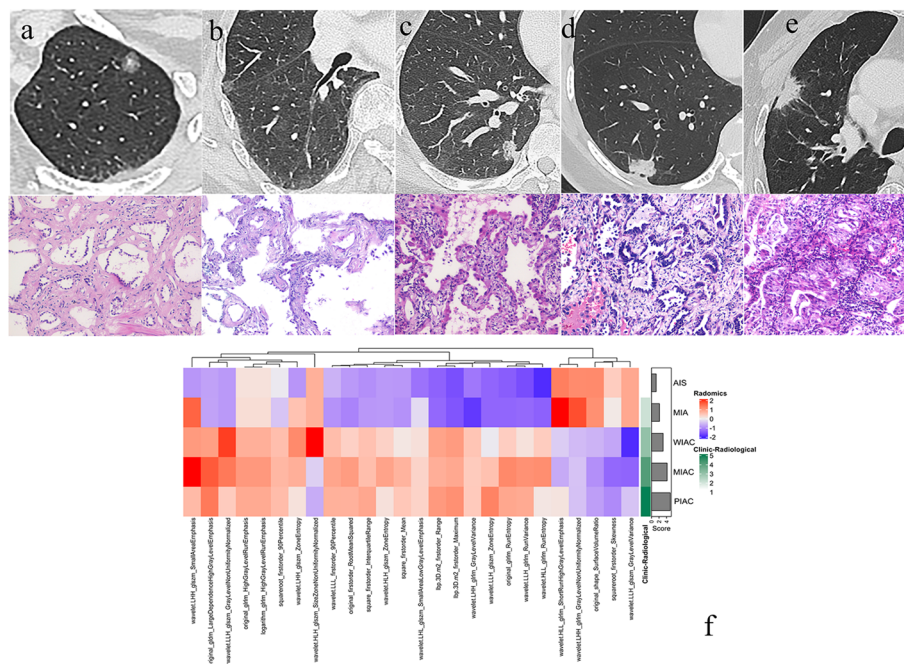 a
b
c
d
e
AIS
MIA
WIAC
MIAC
PIAC
Radomics
2
1
0
-1
-2
Clinic-Radiological
5
4
3
2
1
0
2
4
Score
Clinic-Radiological
wavelet.LHH_glszm_SmallAreaEmphasis
original_gldm_LargeDependenceHighGrayLevelEmphasis
wavelet.LLH_glszm_GrayLevelNonUniformityNormalized
original_glrlm_HighGrayLevelRunEmphasis
logarithm_glrlm_HighGrayLevelRunEmphasis
squareroot_firstorder_90Percentile
wavelet.LHH_glszm_ZoneEntropy
wavelet.HLH_glszm_SizeZoneNonUniformityNormalized
wavelet.LLL_firstorder_90Percentile
original_firstorder_RootMeanSquared
square_firstorder_InterquartileRange
wavelet.HLH_glszm_ZoneEntropy
square_firstorder_Mean
wavelet.LHL_glszm_SmallAreaLowGrayLevelEmphasis
lbp.3D.m2_firstorder_Range
lbp.3D.m2_firstorder_Maximum
wavelet.LHH_glrlm_GrayLevelVariance
wavelet.LLH_glszm_ZoneEntropy
original_glrlm_RunEntropy
wavelet.LLH_glrlm_RunVariance
wavelet.HLL_glrlm_RunEntropy
wavelet.HLL_glrlm_ShortRunHighGrayLevelEmphasis
wavelet.LHH_glrlm_GrayLevelNonUniformityNormalized
original_shape_SurfaceVolumeRatio
squareroot_firstorder_Skewness
wavelet.LLH_glszm_GrayLevelVariance
f